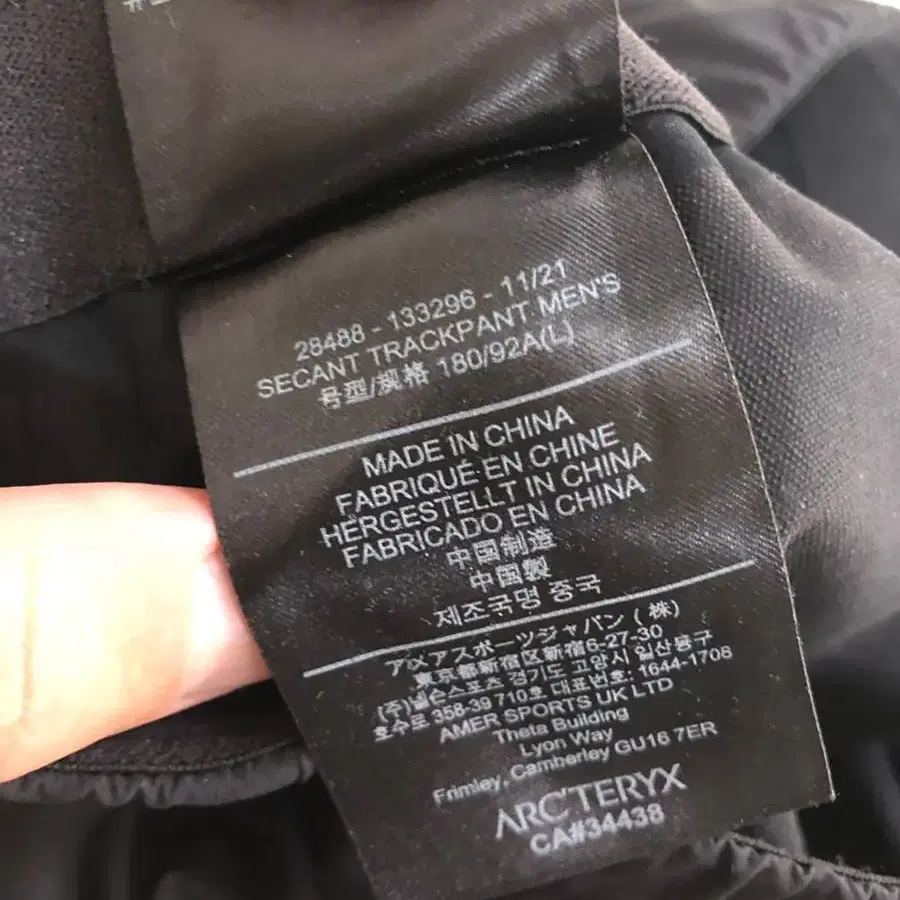 28488 - 133296 - 11/21
SECANT TRACKPANT MEN'S
号型/规格 180/92A(L)
MADE IN CHINA
FABRIQUÉ EN CHINE
HERGESTELLT IN CHINA
FABRICADO EN CHINA
中国制造
中国製
제조국명 중국
アメアスポーツジャパン(株)
東京都新宿区新宿6-27-30
(주)넬슨스포츠 경기도 고양시 일산동구
호수로 358-39 710호 대표번호: 1644-1708
AMER SPORTS UK LTD
Theta Building
Lyon Way
Frimley, Camberley GU16 7ER
ARC'TERYX
CA#34438